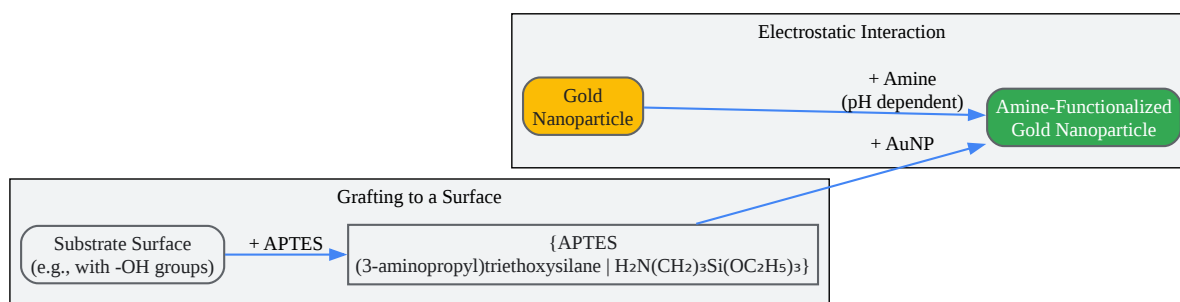 Electrostatic Interaction
Gold
Nanoparticle
+ Amine
(pH dependent)
Amine-Functionalized
Gold Nanoparticle
+ AuNP
Grafting to a Surface
Substrate Surface
(e.g., with -OH groups)
+ APTES
{APTES
(3-aminopropyl)triethoxysilane | H₂N(CH₂)₃Si(OC₂H₅)₃}